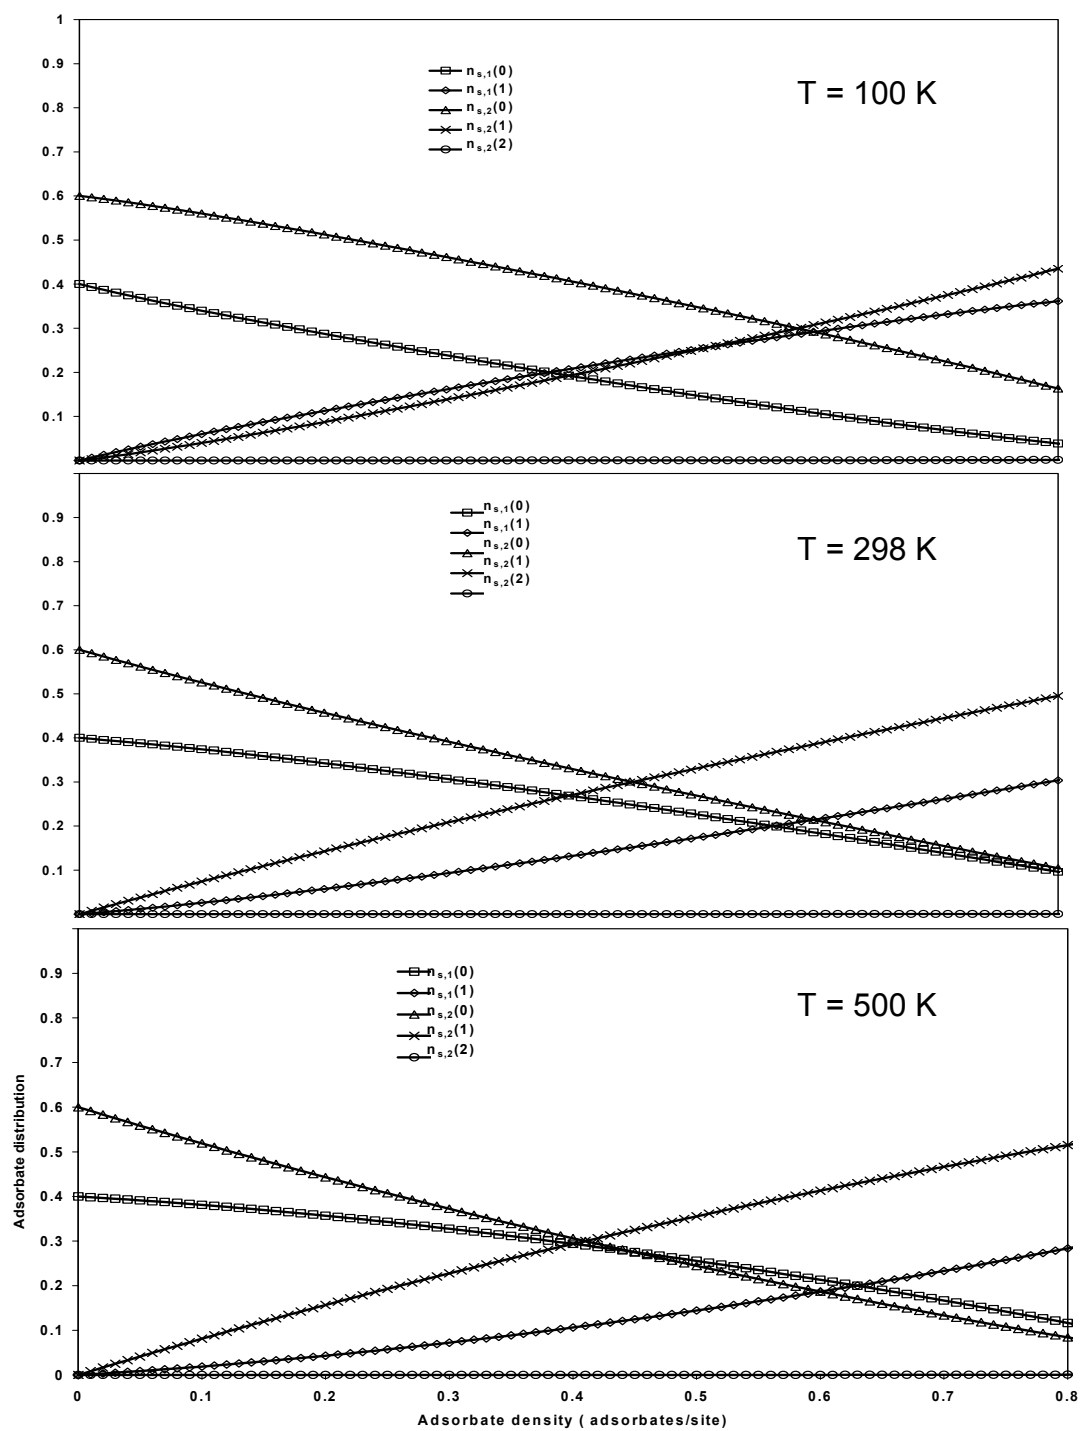 1
0.9
0.8
0.7
0.6
0.5
0.4
0.3
0.2
0.1
n s,1 (0)
n s,1 (1)
n s,2 (0)
n s,2 (1)
n s,2 (2)
T = 100 K
0.9
0.8
0.7
0.6
0.5
0.4
0.3
0.2
0.1
n s,1 (0)
n s,1 (1)
n s,2 (0)
n s,2 (1)
n s,2 (2)
T = 298 K
Adsorbate distribution
0.9
0.8
0.7
0.6
0.5
0.4
0.3
0.2
0.1
0
n s,1 (0)
n s,1 (1)
n s,2 (0)
n s,2 (1)
n s,2 (2)
T = 500 K
0 0.1 0.2 0.3 0.4 0.5 0.6 0.7 0.8
Adsorbate density ( adsorbates/site)